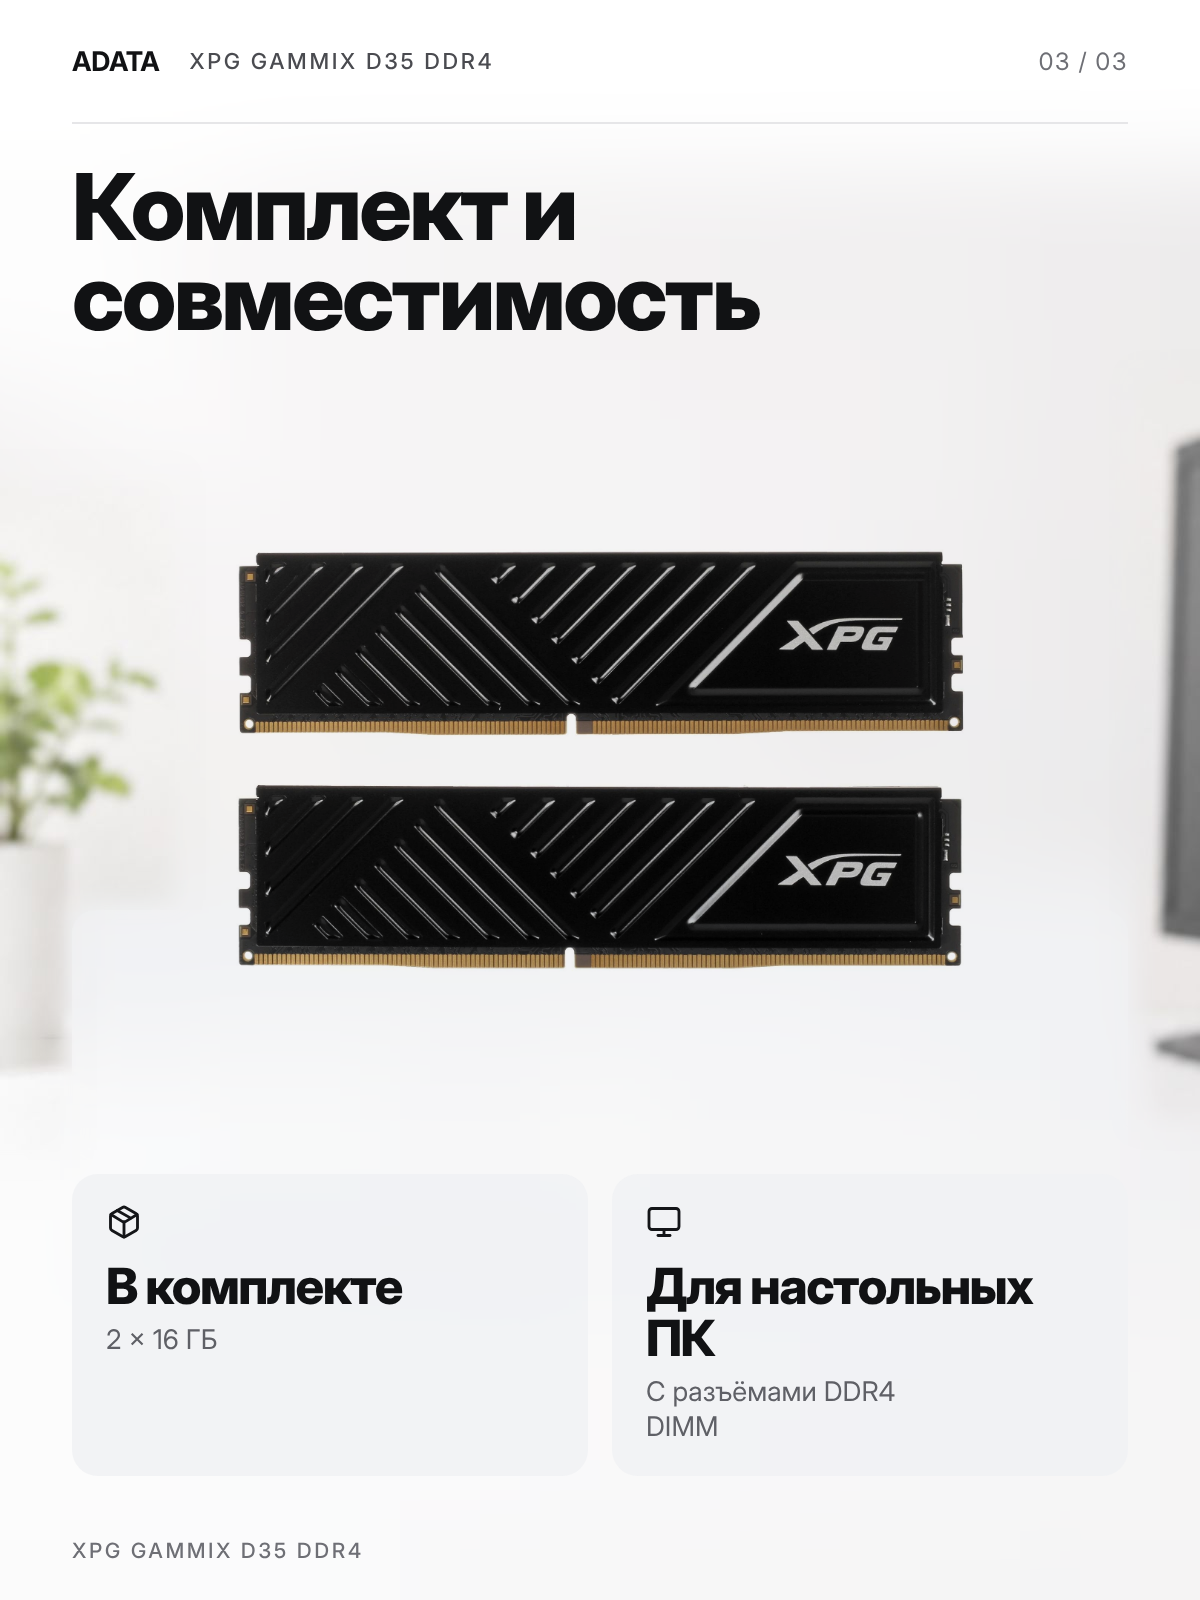 ADATA XPG GAMMIX D35 DDR4 03 / 03
Комплект и
совместимость
XPG
XPG
В комплекте
2 × 16 ГБ
Для настольных
ПК
С разъёмами DDR4
DIMM
XPG GAMMIX D35 DDR4